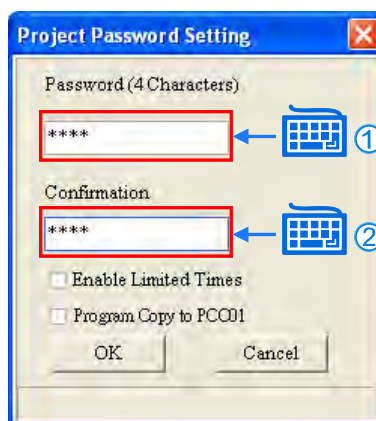 Project Password Setting
Password (4 Characters)
****
①
Confirmation
****
②
Enable Limited Times
Program Copy to PCC01
OK Cancel